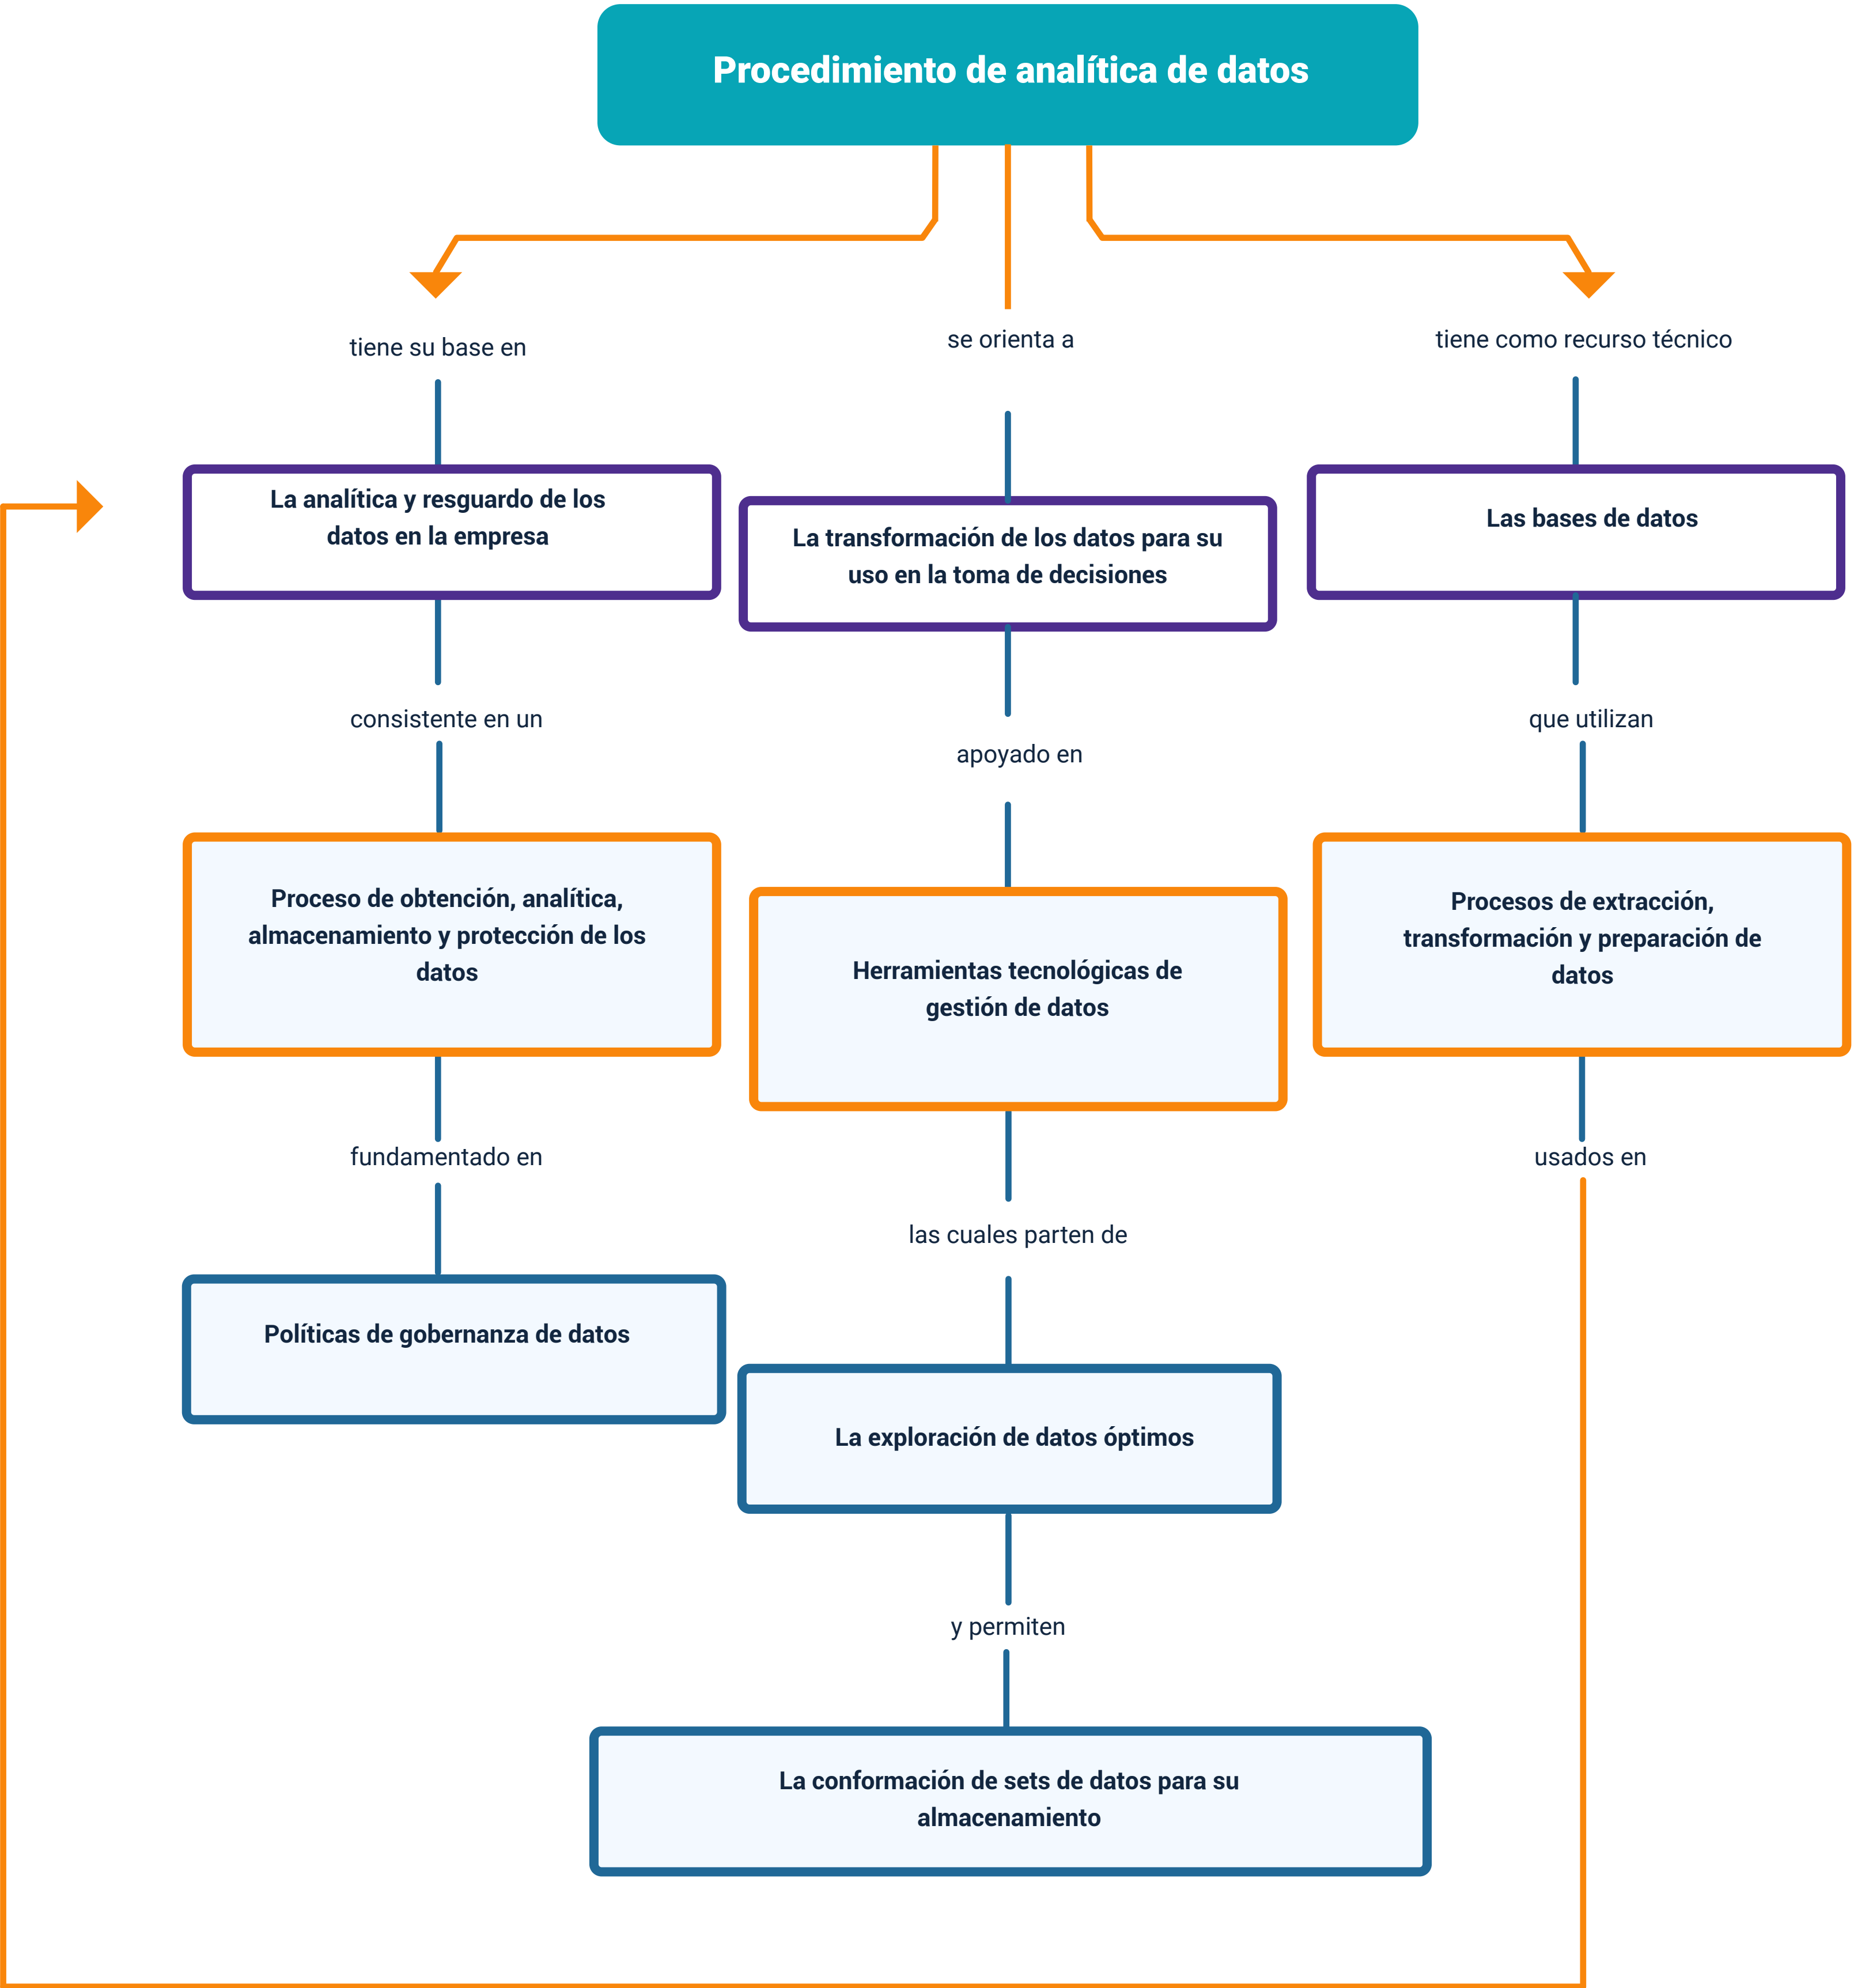 Procedimiento de analítica de datos
tiene su base en
se orienta a
tiene como recurso técnico
La analítica y resguardo de los
datos en la empresa
La transformación de los datos para su
uso en la toma de decisiones
Las bases de datos
consistente en un
apoyado en
que utilizan
Proceso de obtención, analítica,
almacenamiento y protección de los
datos
Herramientas tecnológicas de
gestión de datos
Procesos de extracción,
transformación y preparación de
datos
fundamentado en
las cuales parten de
usados en
Políticas de gobernanza de datos
La exploración de datos óptimos
y permiten
La conformación de sets de datos para su
almacenamiento